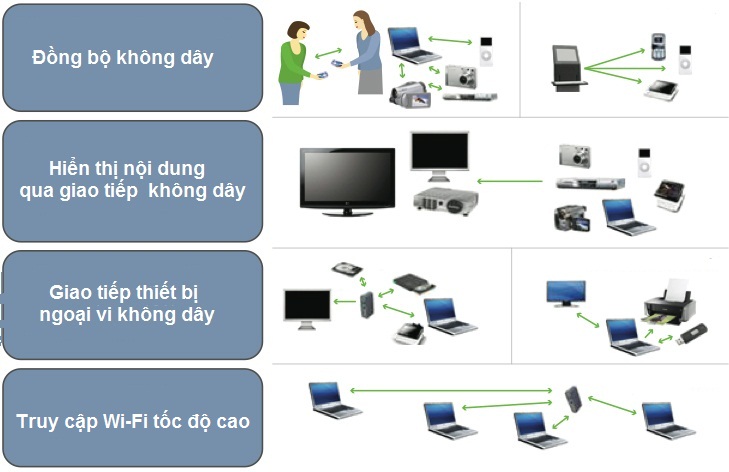 Đồng bộ không dây
Hiển thị nội dung
qua giao tiếp không dây
Giao tiếp thiết bị
ngoại vi không dây
Truy cập Wi-Fi tốc độ cao